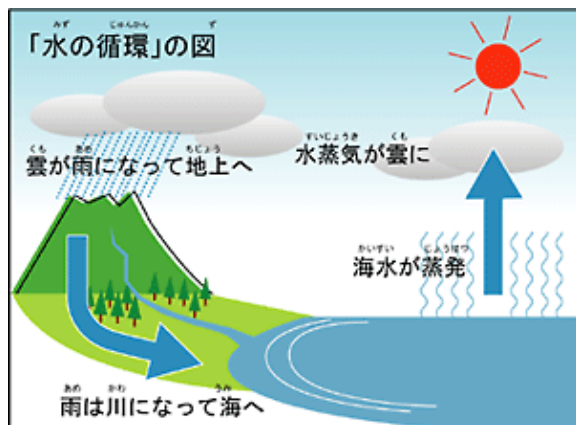 「水の循環」の図
雲が雨になって地上へ
水蒸気が雲に
海水が蒸発
雨は川になって海へ